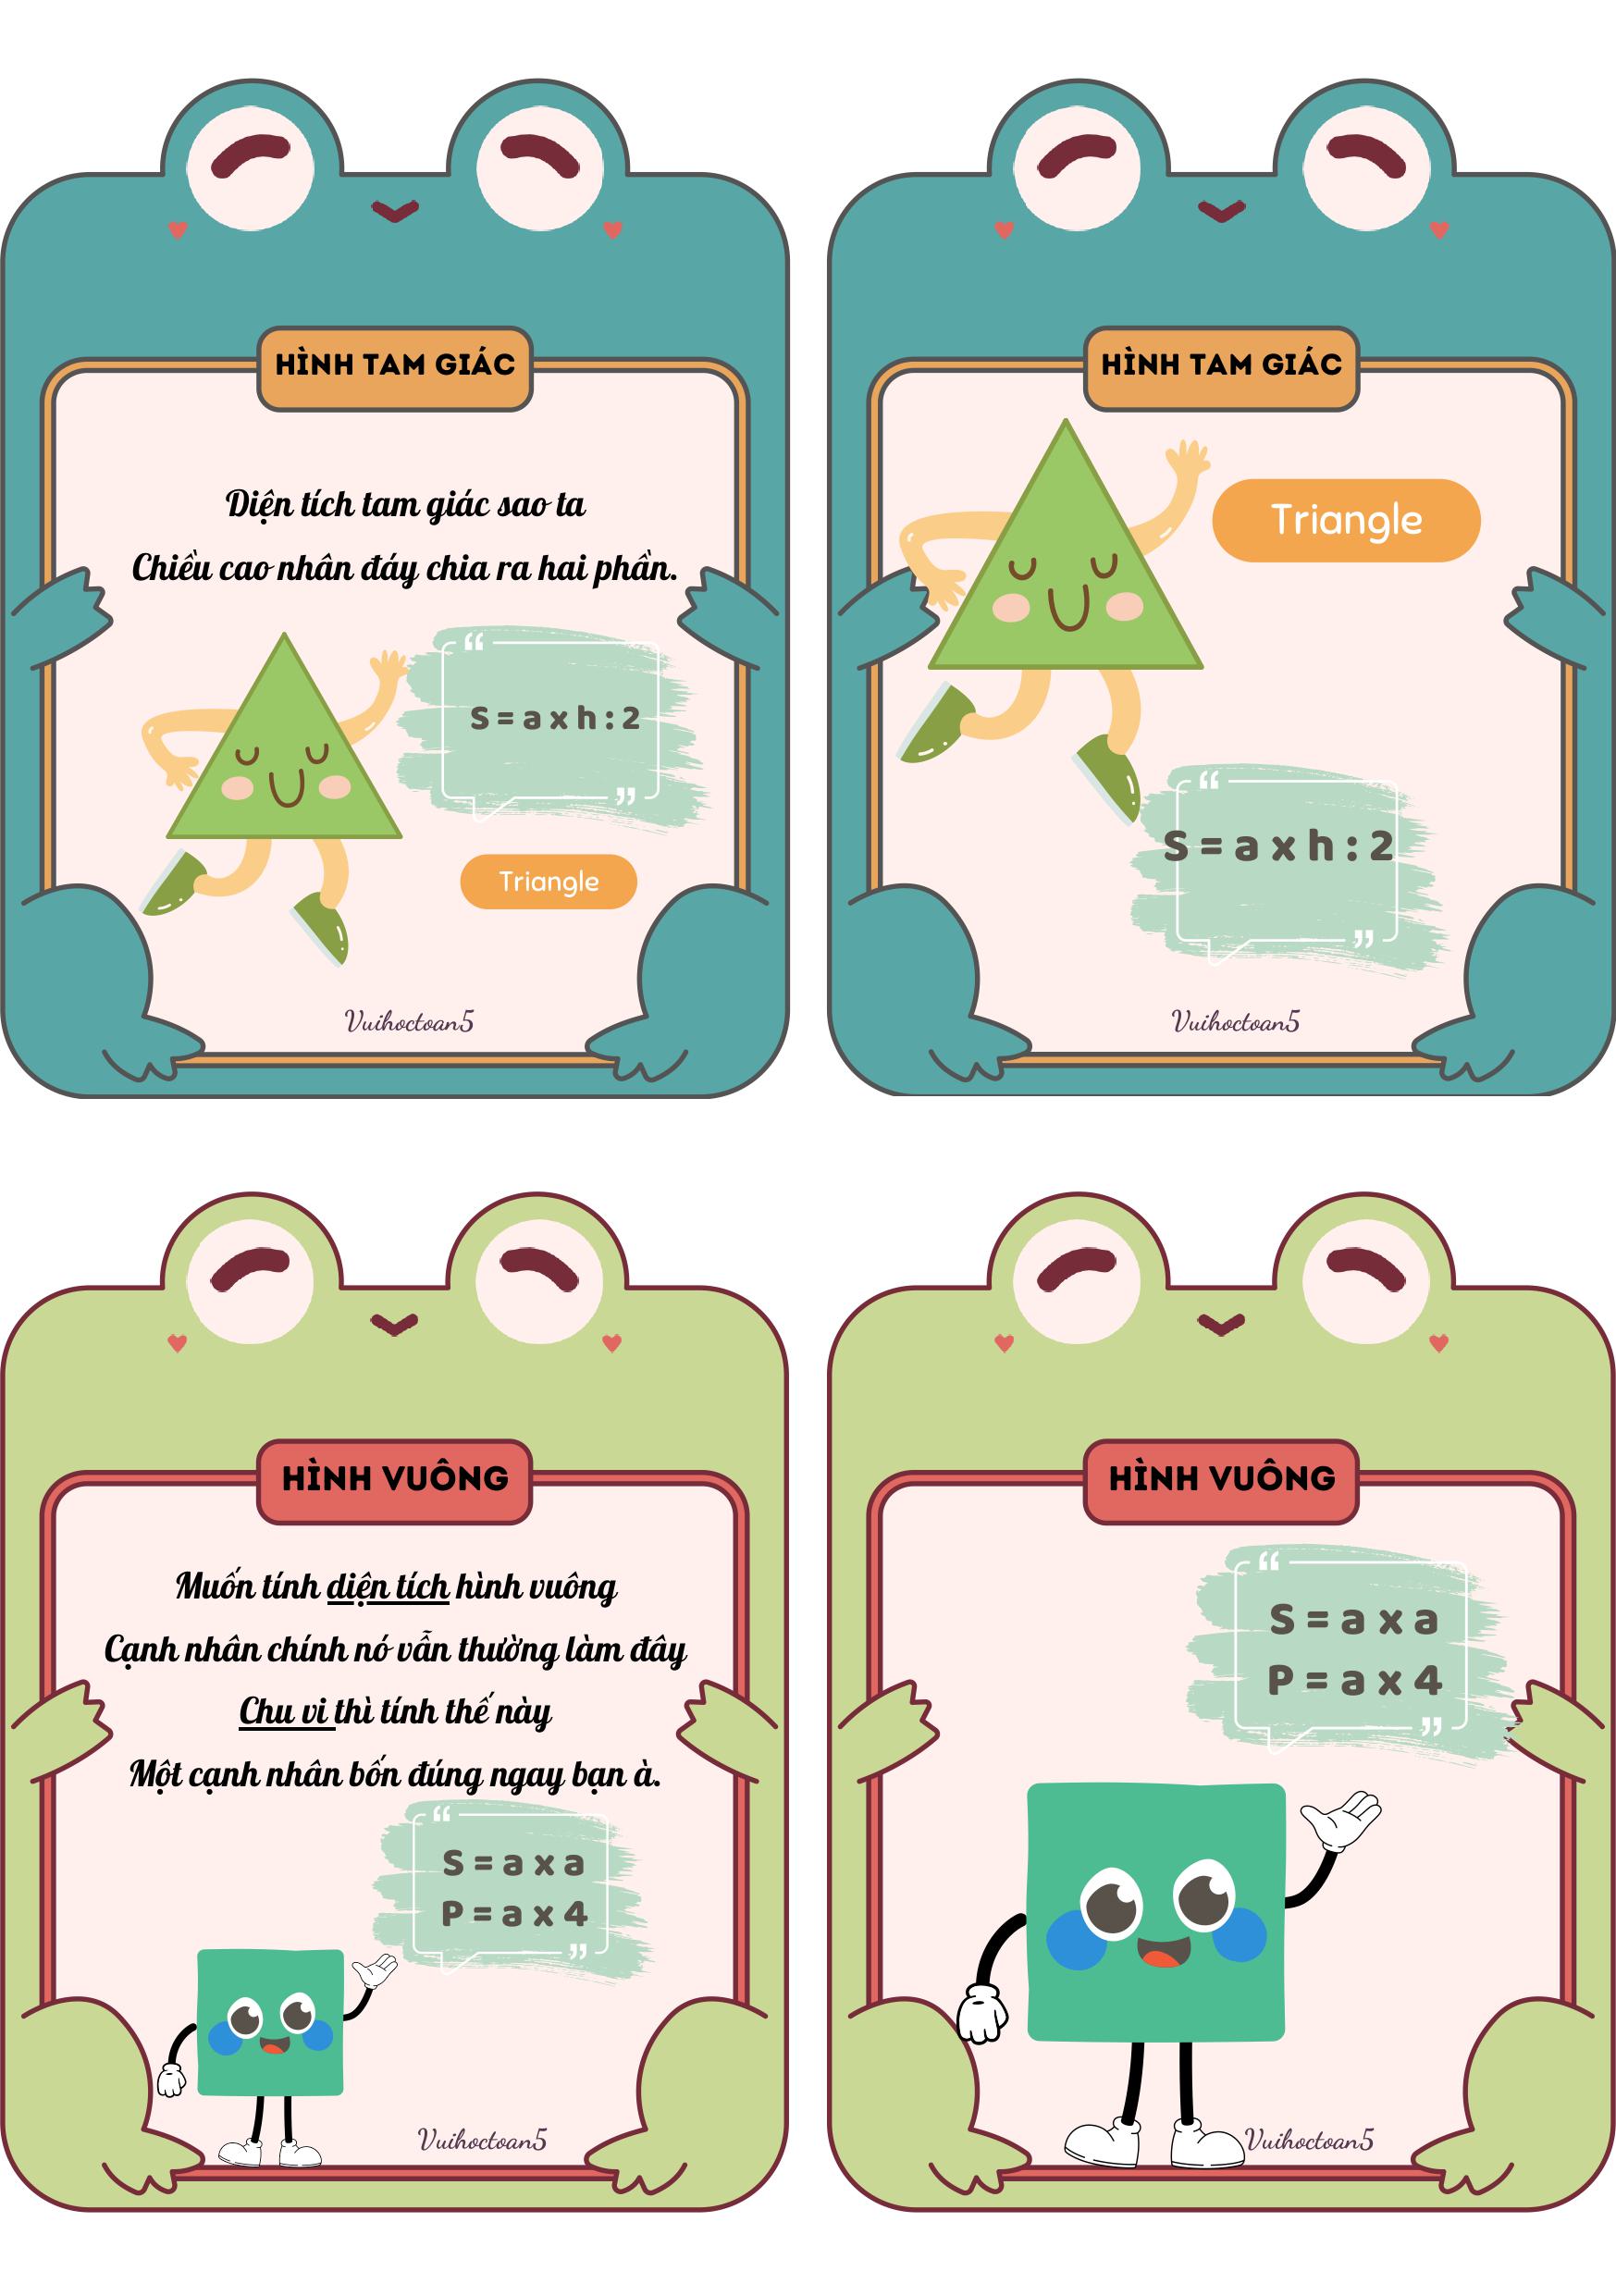 HÌNH TAM GIÁC
Diện tích tam giác sao ta
Chiều cao nhân đáy chia ra hai phần.
“
S = a x h : 2
”
Triangle
Vuihoctoan5
HÌNH TAM GIÁC
Triangle
“
S = a x h : 2
”
Vuihoctoan5
HÌNH VUÔNG
Muốn tính diện tích hình vuông
Cạnh nhân chính nó vẫn thường làm đây
Chu vi thì tính thế này
Một cạnh nhân bốn đúng ngay bạn à.
“
S = a x a
P = a x 4
”
Vuihoctoan5
HÌNH VUÔNG
“
S = a x a
P = a x 4
”
Vuihoctoan5